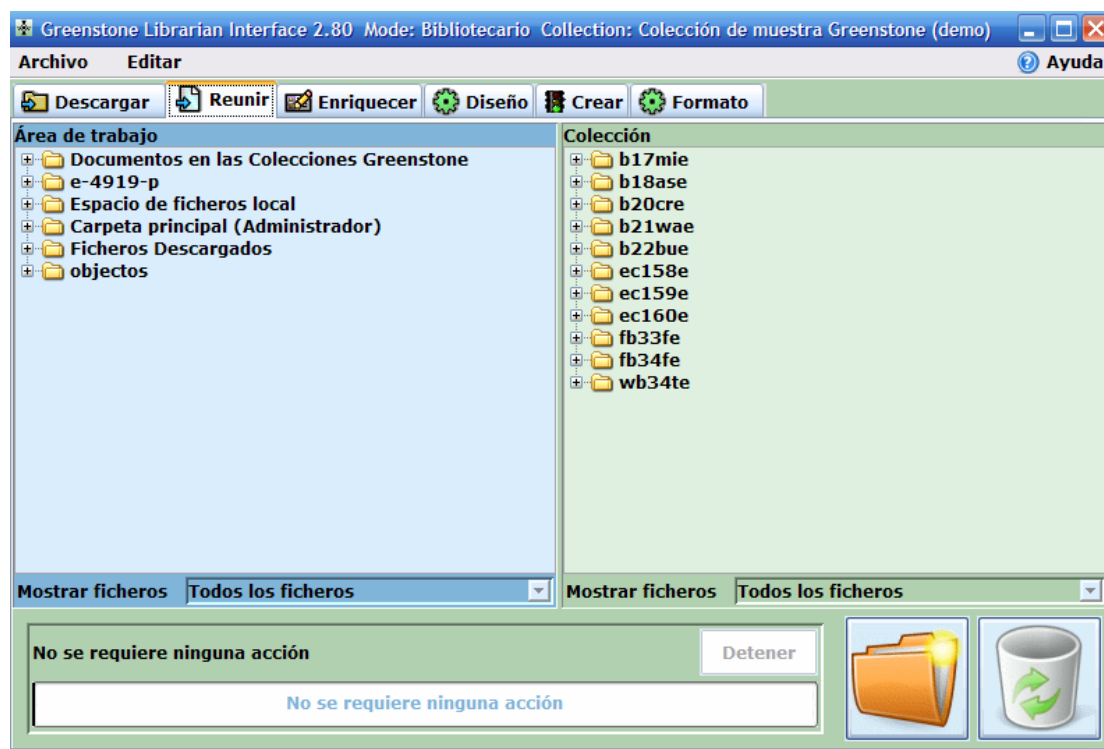 Greenstone Librarian Interface 2.80 Mode: Bibliotecario Collection: Colección de muestra Greenstone (demo)
Archivo Editar Ayuda
Descargar Reunir Enriquecer Diseño Crear Formato
Área de trabajo
Documentos en las Colecciones Greenstone
e-4919-p
Espacio de ficheros local
Carpeta principal (Administrador)
Ficheros Descargados
objectos
Mostrar ficheros Todos los ficheros
Colección
b17mie
b18ase
b20cre
b21wae
b22bue
ec158e
ec159e
ec160e
fb33fe
fb34fe
wb34te
Mostrar ficheros Todos los ficheros
No se requiere ninguna acción Detener
No se requiere ninguna acción